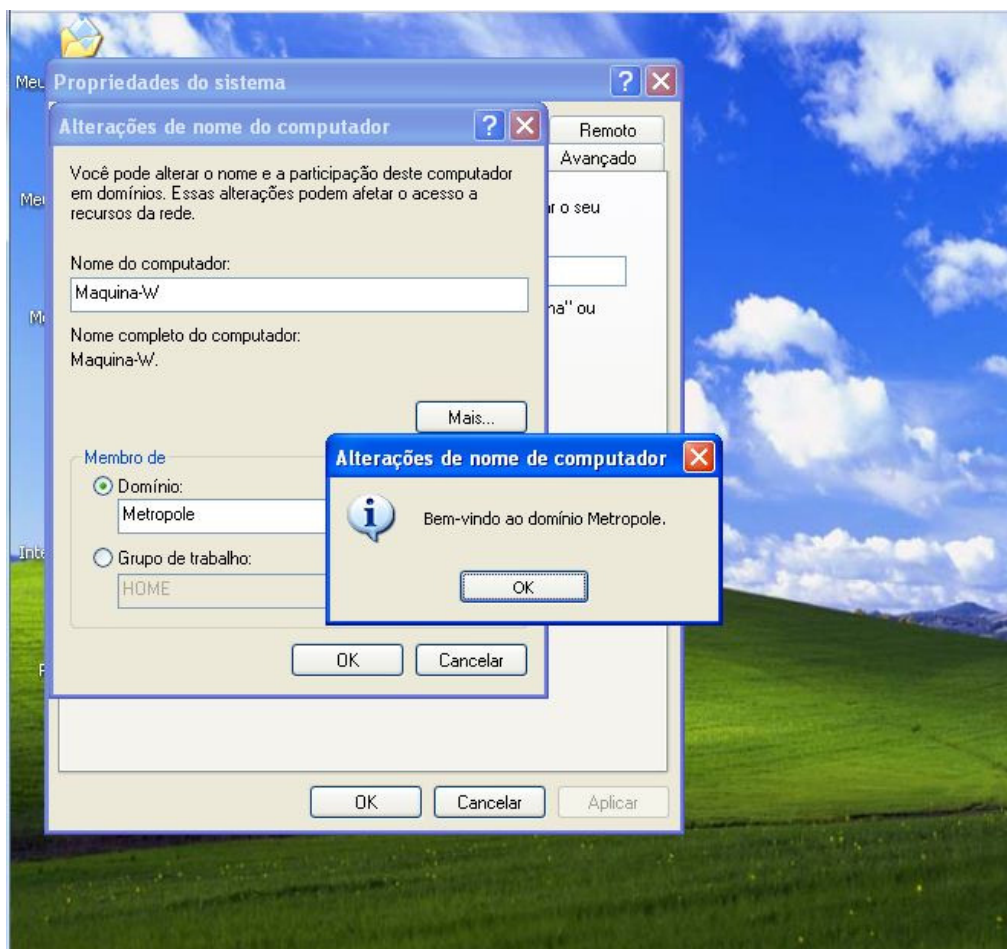 Propriedades do sistema
Alterações de nome do computador
Remoto
Avançado
Você pode alterar o nome e a participação deste computador
em domínios. Essas alterações podem afetar o acesso a
recursos da rede.
o seu
Nome do computador:
Maquina-W
ou
Nome completo do computador:
Maquina-W.
Mais...
Membro de
Domínio:
Metropole
Grupo de trabalho:
HOME
Alterações de nome de computador
Bem-vindo ao domínio Metropole.
OK
OK
Cancelar
OK
Cancelar
Aplicar